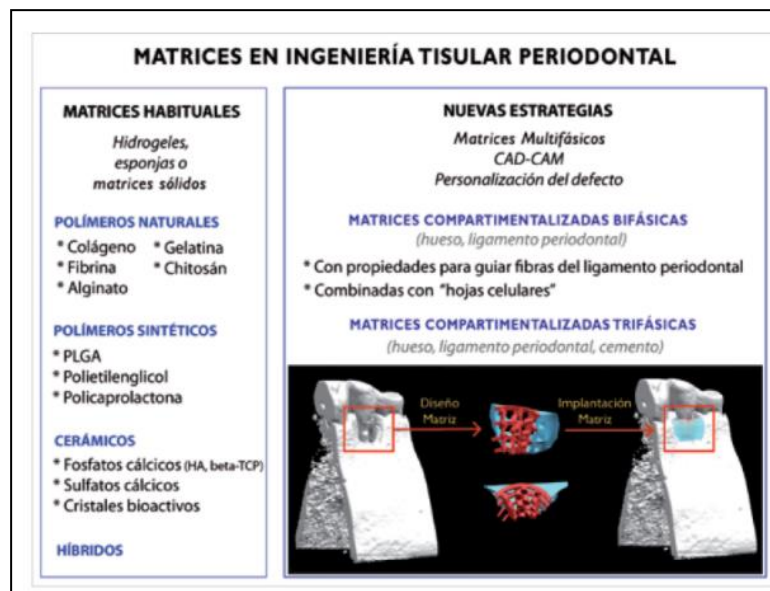 MATRICES EN INGENIERÍA TISULAR PERIODONTAL
MATRICES HABITUALES
Hidrogeles,
esponjas o
matrices sólidos
POLÍMEROS NATURALES
* Colágeno * Gelatina
* Fibrina * Chitosán
* Alginato
POLÍMEROS SINTÉTICOS
* PLGA
* Polietilenglicol
* Policaprolactona
CERÁMICOS
* Fosfatos cálcicos (HA, beta-TCP)
* Sulfatos cálcicos
* Cristales bioactivos
HÍBRIDOS
NUEVAS ESTRATEGIAS
Matrices Multifásicos
CAD-CAM
Personalización del defecto
MATRICES COMPARTIMENTALIZADAS BIFÁSICAS
(hueso, ligamento periodontal)
* Con propiedades para guiar fibras del ligamento periodontal
* Combinadas con "hojas celulares"
MATRICES COMPARTIMENTALIZADAS TRIFÁSICAS
(hueso, ligamento periodontal, cemento)
Diseño
Matriz
Implantación
Matriz